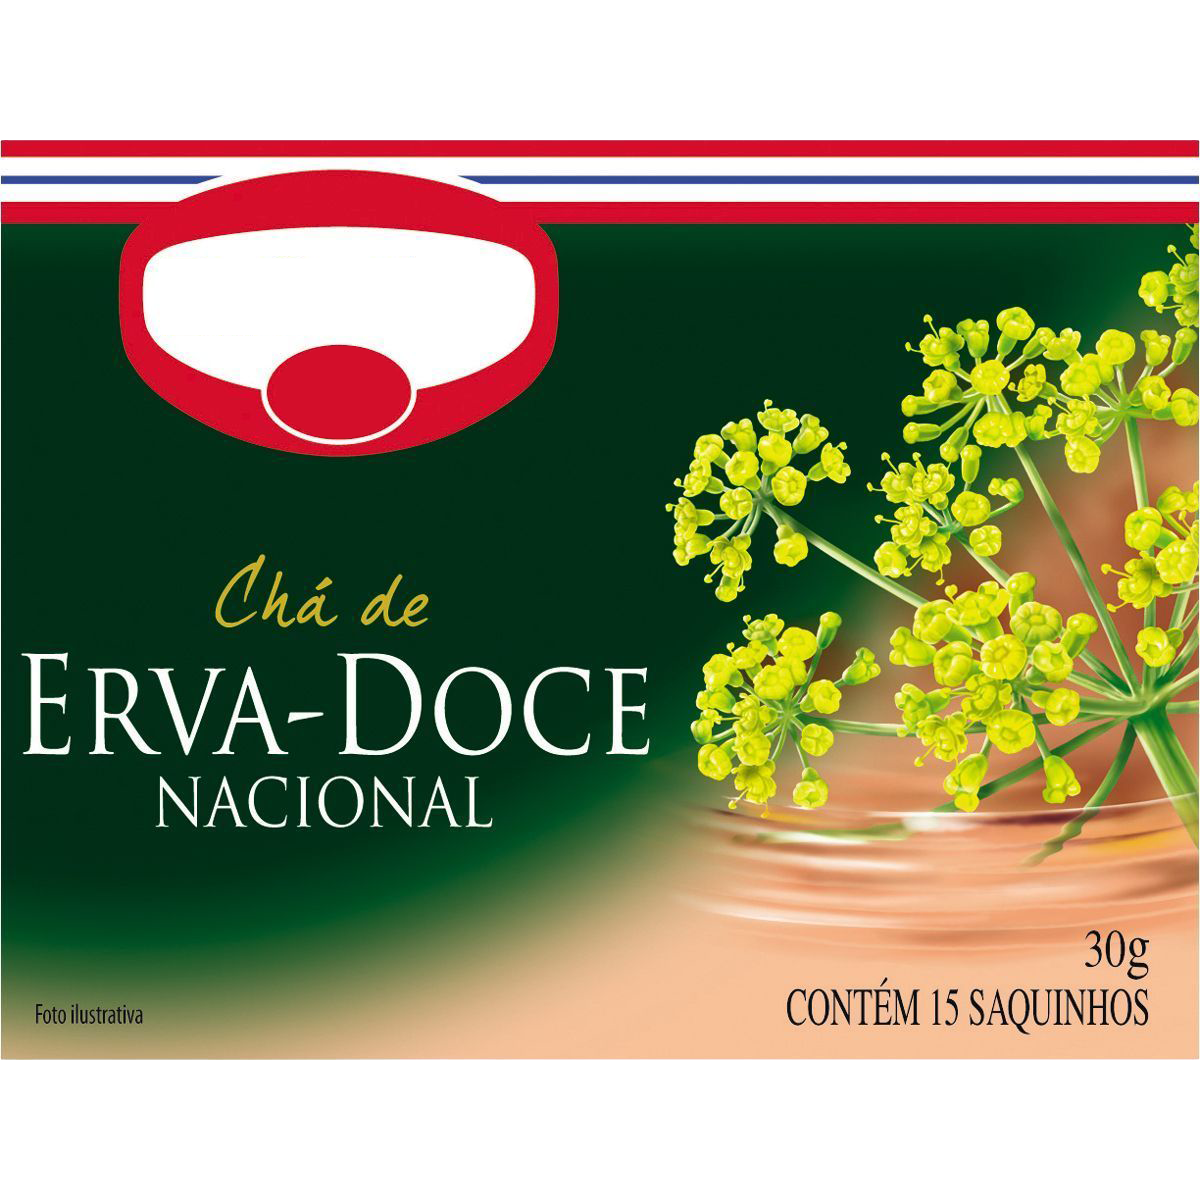 Chá de
ERVA-DOCE
NACIONAL
30g
CONTÉM 15 SAQUINHOS
Foto ilustrativa